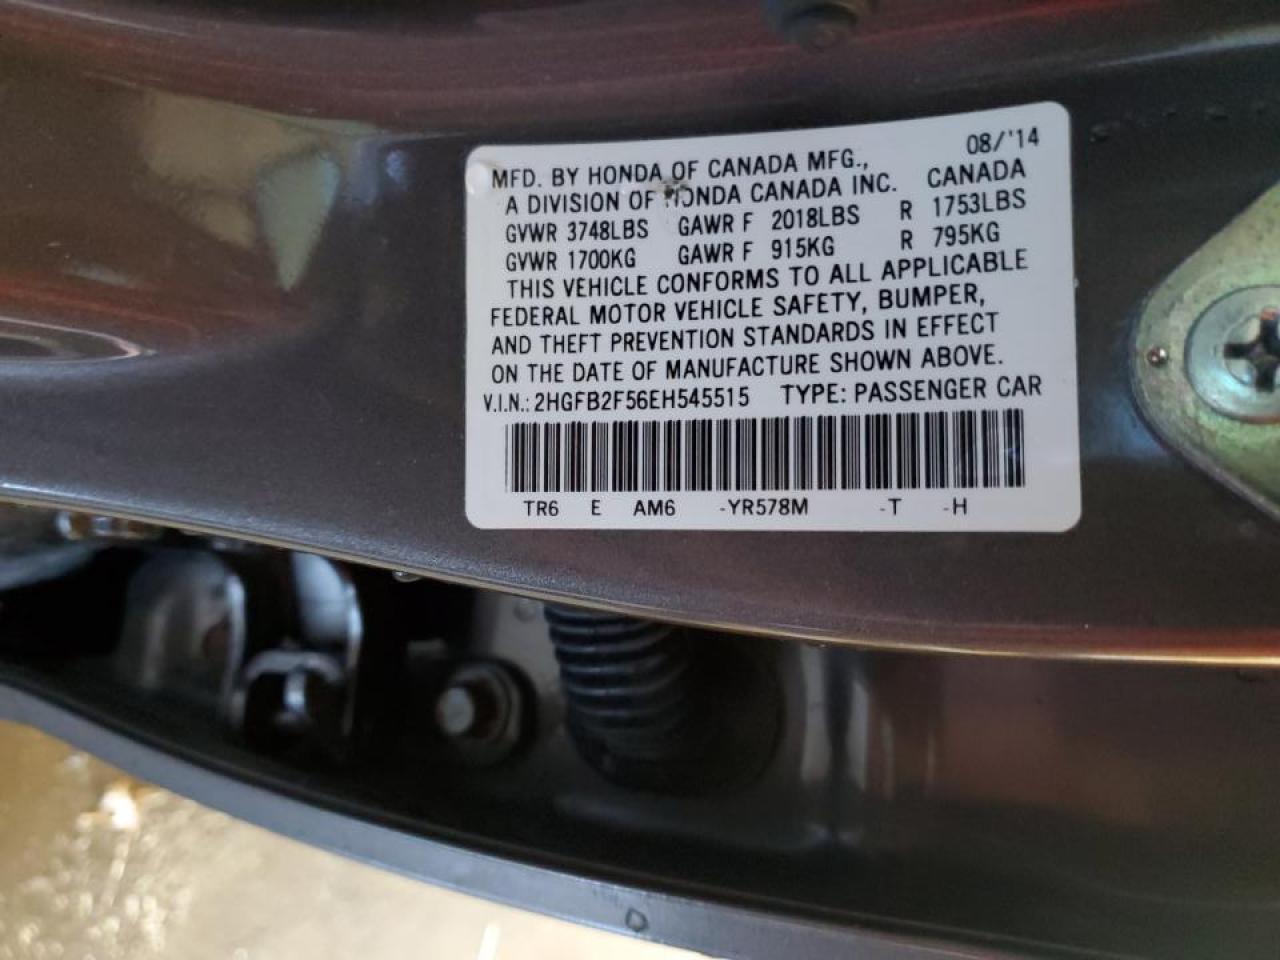 08/'14
MFD. BY HONDA OF CANADA MFG.,
A DIVISION OF HONDA CANADA INC. CANADA
GVWR 3748LBS GAWR F 2018LBS R 1753LBS
GVWR 1700KG GAWR F 915KG R 795KG
THIS VEHICLE CONFORMS TO ALL APPLICABLE
FEDERAL MOTOR VEHICLE SAFETY, BUMPER,
AND THEFT PREVENTION STANDARDS IN EFFECT
ON THE DATE OF MANUFACTURE SHOWN ABOVE.
V.I.N.: 2HGFB2F56EH545515 TYPE: PASSENGER CAR
TR6 E AM6 -YR578M -T -H